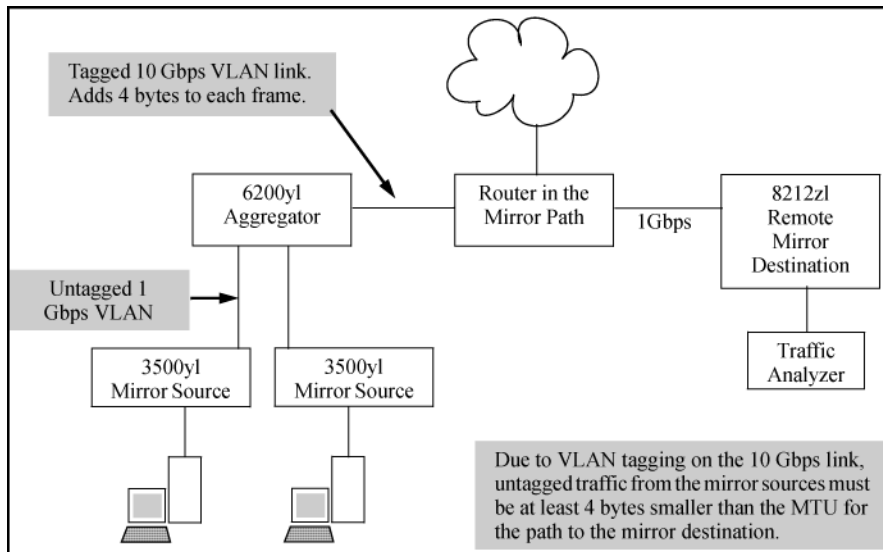 Tagged 10 Gbps VLAN link.
Adds 4 bytes to each frame.
6200yl
Aggregator
Router in the
Mirror Path
1Gbps
8212zl
Remote
Mirror
Destination
Untagged 1
Gbps VLAN
3500yl
Mirror Source
3500yl
Mirror Source
Traffic
Analyzer
Due to VLAN tagging on the 10 Gbps link,
untagged traffic from the mirror sources must
be at least 4 bytes smaller than the MTU for
the path to the mirror destination.